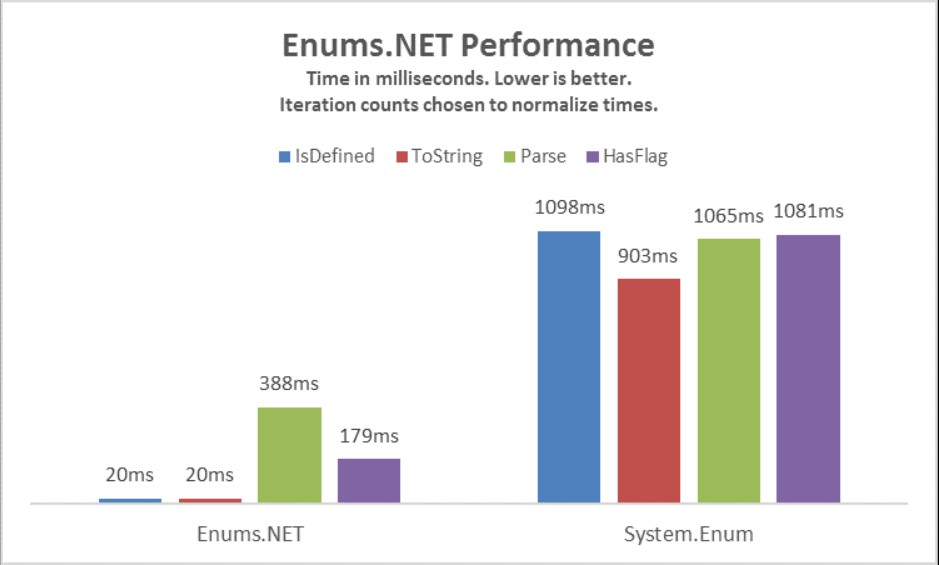 Enums.NET Performance
Time in milliseconds. Lower is better.
Iteration counts chosen to normalize times.
IsDefined ToString Parse HasFlag
1098ms 903ms 1065ms 1081ms
20ms 20ms 388ms 179ms
Enums.NET System.Enum